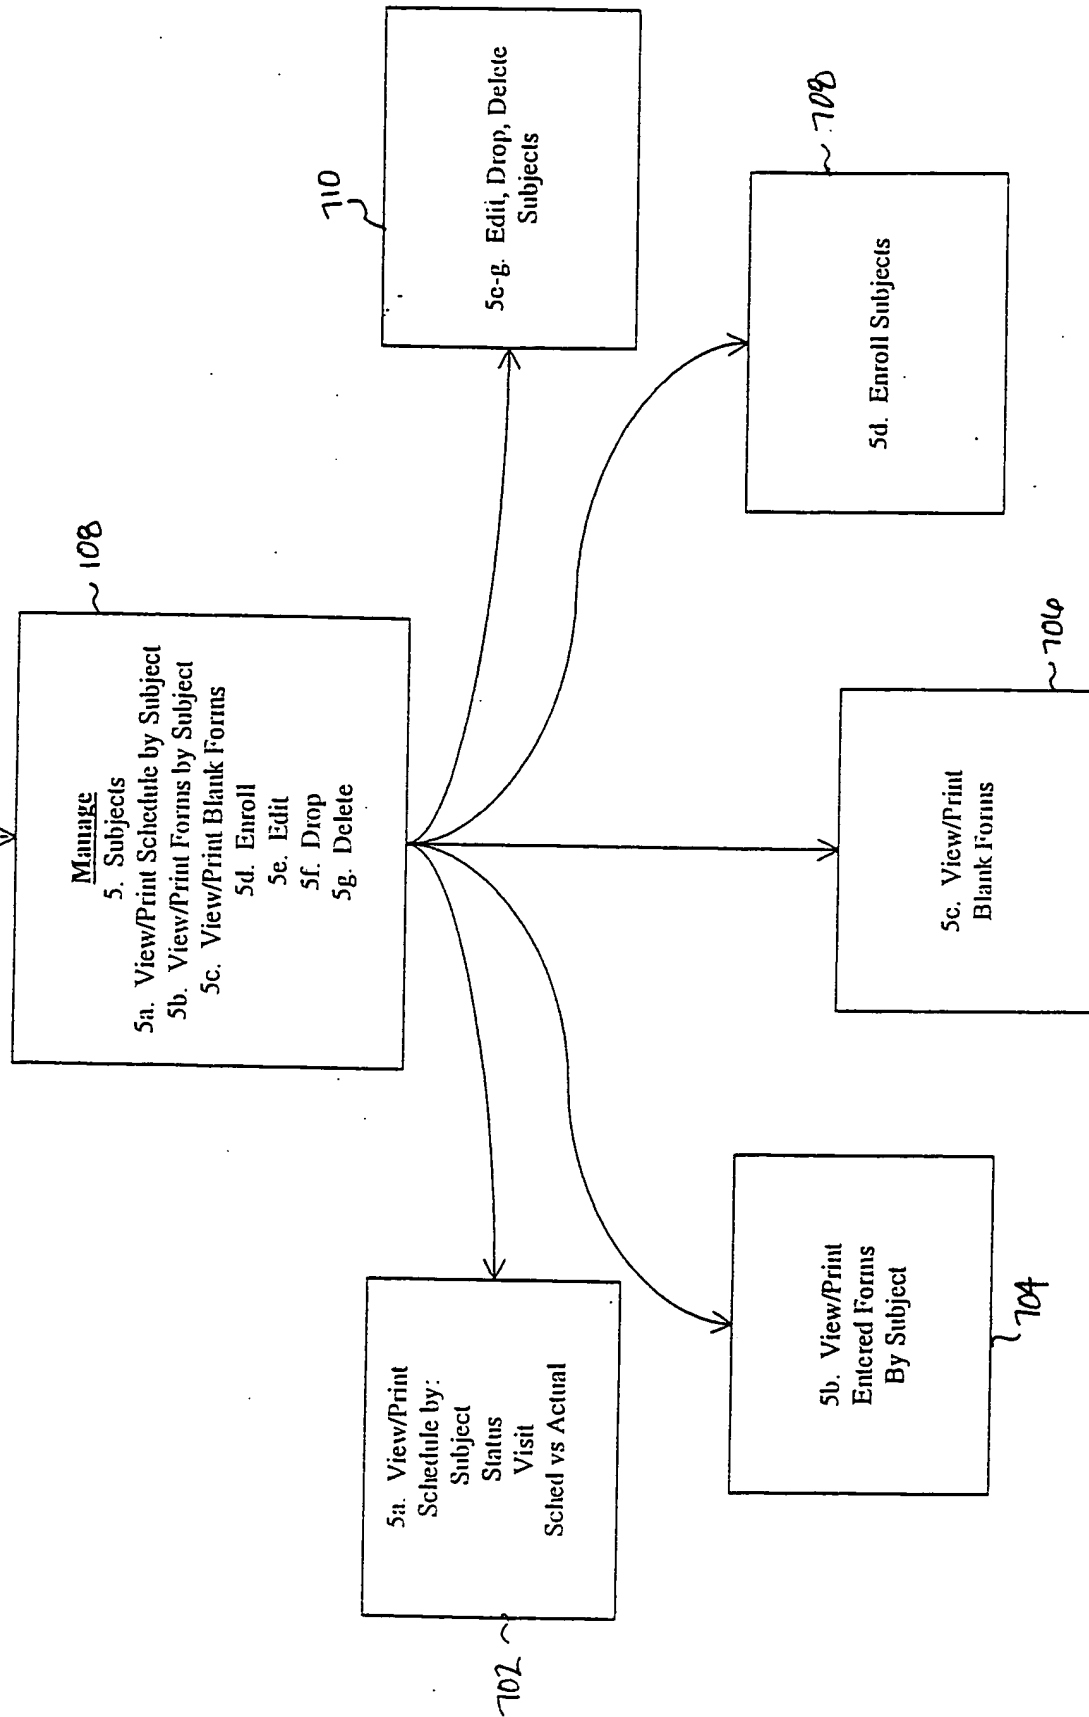 Manage
5. Subjects
5a. View/Print Schedule by Subject
5b. View/Print Forms by Subject
5c. View/Print Blank Forms
5d. Enroll
5e. Edit
5f. Drop
5g. Delete
108
5a. View/Print
Schedule by:
Subject
Status
Visit
Sched vs Actual
702
5b. View/Print
Entered Forms
By Subject
704
5c. View/Print
Blank Forms
706
5d. Enroll Subjects
708
5e-g. Edit, Drop, Delete
Subjects
710